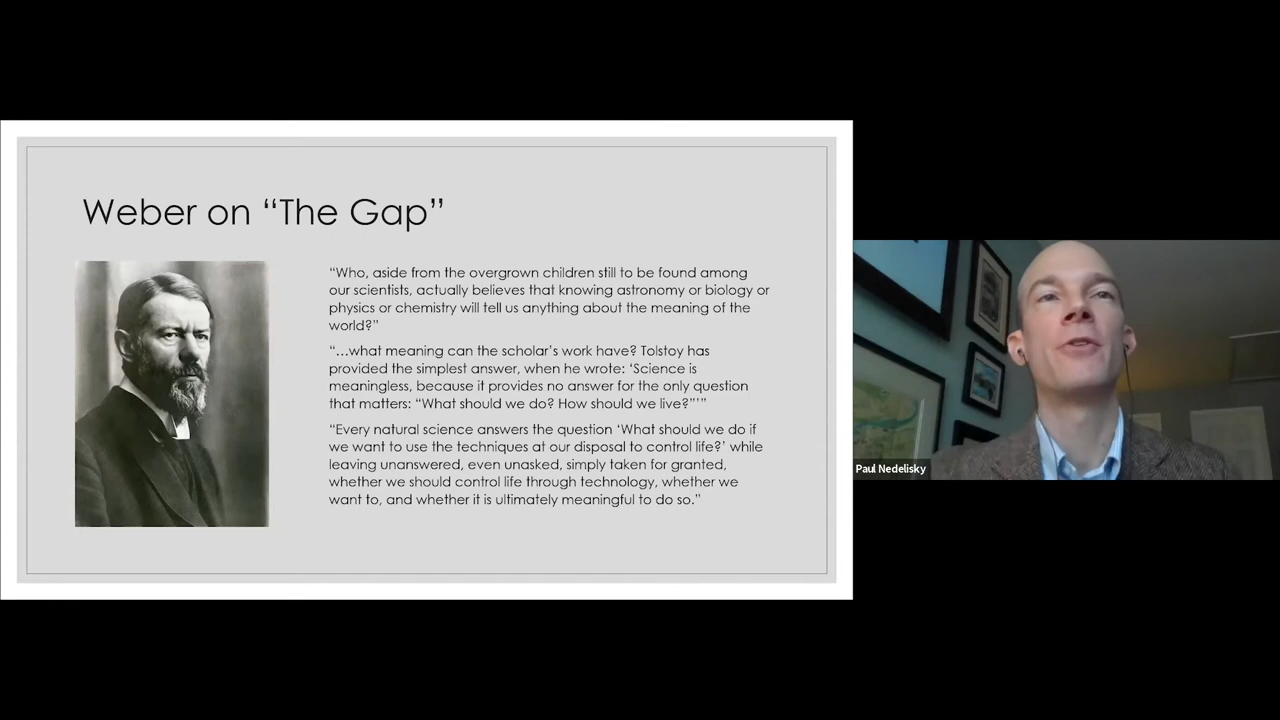 Weber on “The Gap”
“Who, aside from the overgrown children still to be found among
our scientists, actually believes that knowing astronomy or biology or
physics or chemistry will tell us anything about the meaning of the
world?”
“…what meaning can the scholar’s work have? Tolstoy has
provided the simplest answer, when he wrote: ‘Science is
meaningless, because it provides no answer for the only question
that matters: “What should we do? How should we live?”’”
“Every natural science answers the question ‘What should we do if
we want to use the techniques at our disposal to control life?’ while
leaving unanswered, even unasked, simply taken for granted,
whether we should control life through technology, whether we
want to, and whether it is ultimately meaningful to do so.”
Paul Nedelisky